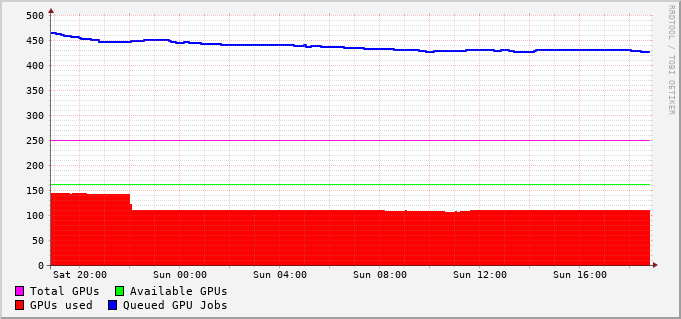 500
450
400
350
300
250
200
150
100
50
0
Sat 20:00 Sun 00:00 Sun 04:00 Sun 08:00 Sun 12:00 Sun 16:00
Total GPUs Available GPUs
GPUs used Queued GPU Jobs
RRDTOOL / TOBI OETIKER